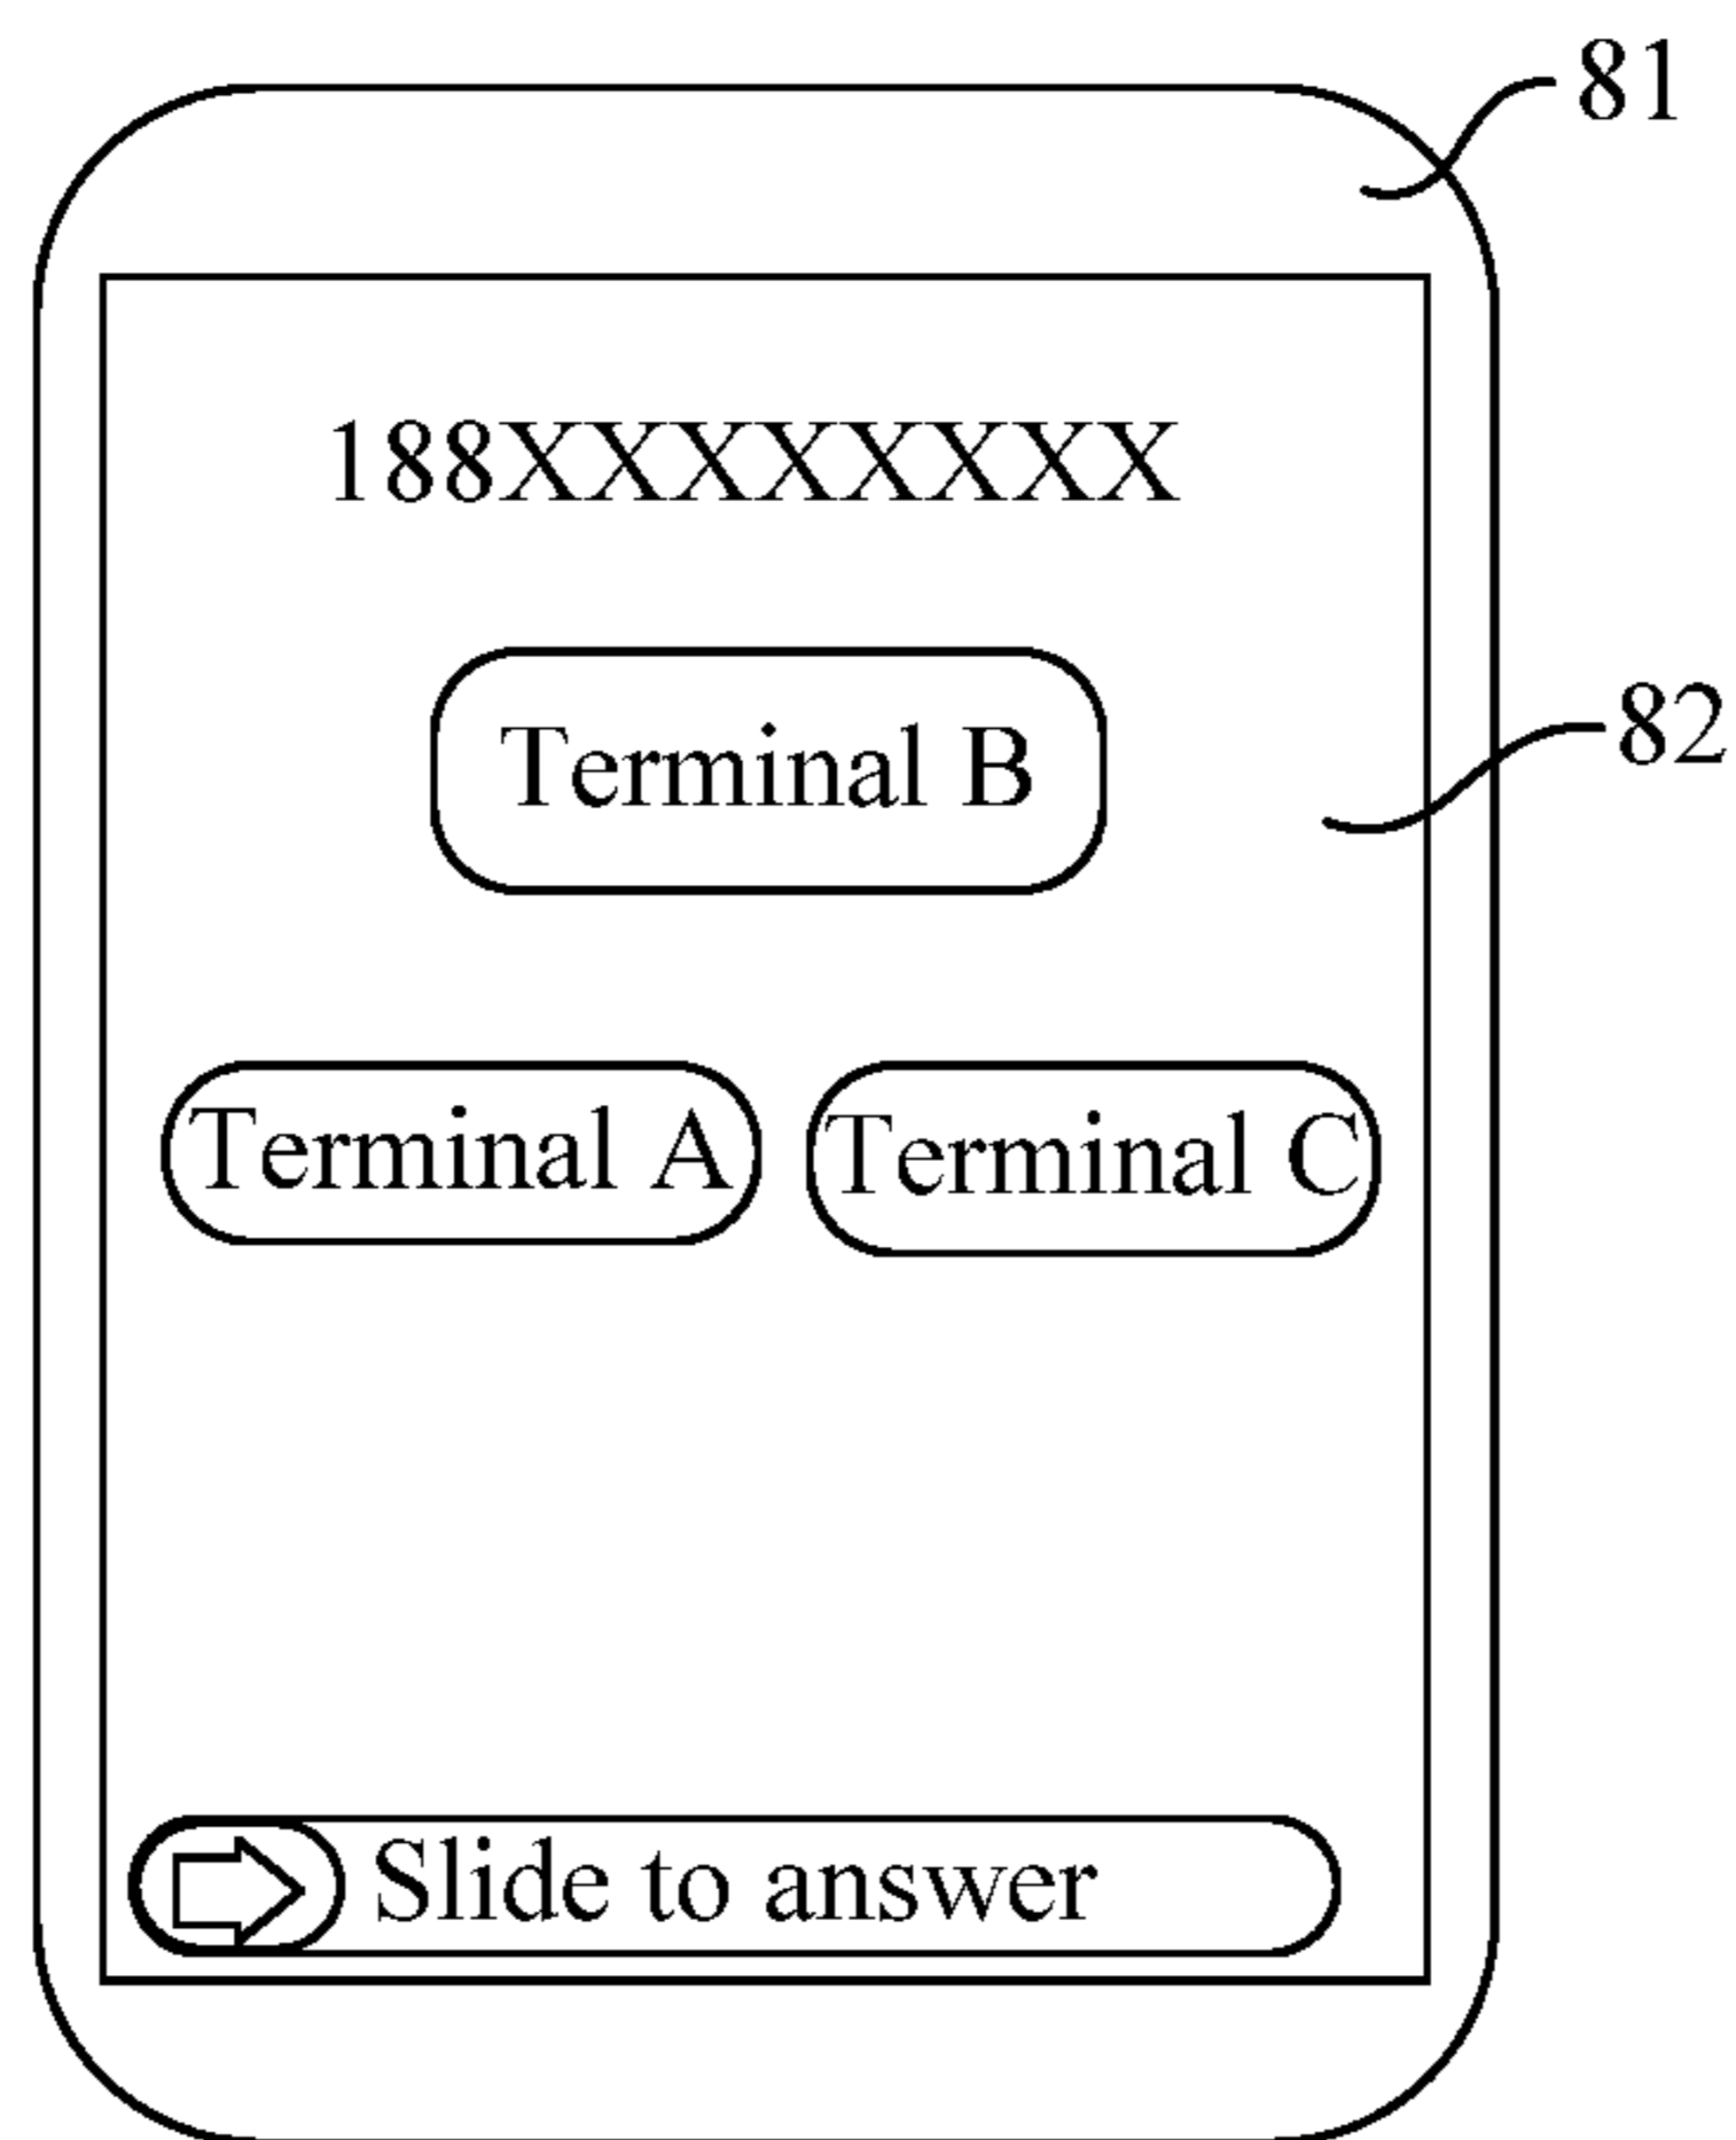 81
188XXXXXXXX
Terminal B
82
Terminal A
Terminal C
Slide to answer